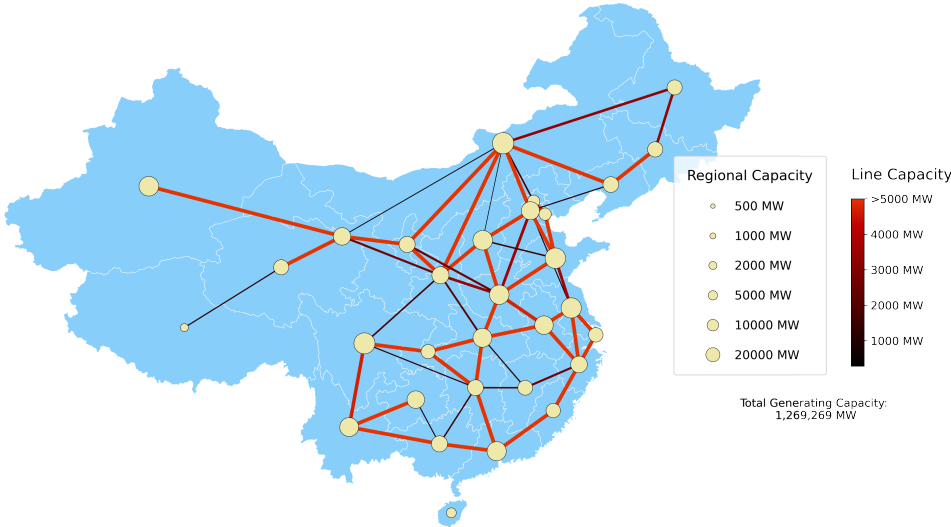 Regional Capacity
500 MW
1000 MW
2000 MW
5000 MW
10000 MW
20000 MW
Line Capacity
>5000 MW
4000 MW
3000 MW
2000 MW
1000 MW
Total Generating Capacity:
1,269,269 MW